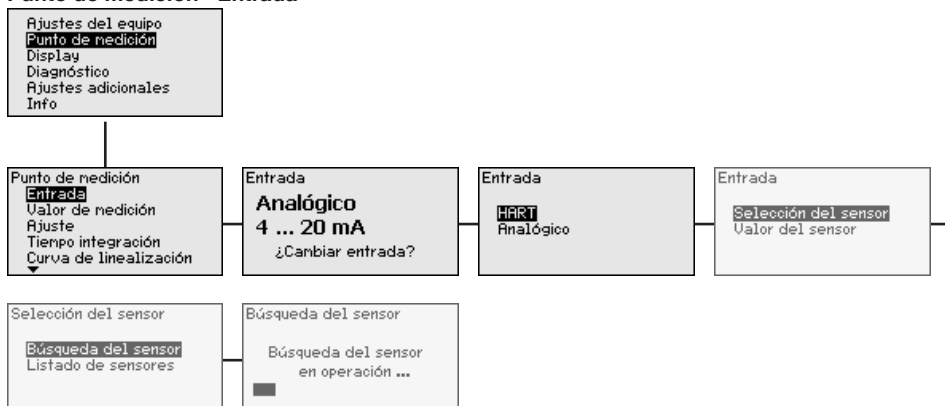 Punto de medición - Entrada
Ajustes del equipo
Punto de medición
Display
Diagnóstico
Ajustes adicionales
Info
Punto de medición
Entrada
Valor de medición
Ajuste
Tiempo integración
Curva de linealización
Entrada
Analógico
4 ... 20 mA
¿Cambiar entrada?
Entrada
HART
Analógico
Entrada
Selección del sensor
Valor del sensor
Selección del sensor
Búsqueda del sensor
Listado de sensores
Búsqueda del sensor
Búsqueda del sensor
en operación ...